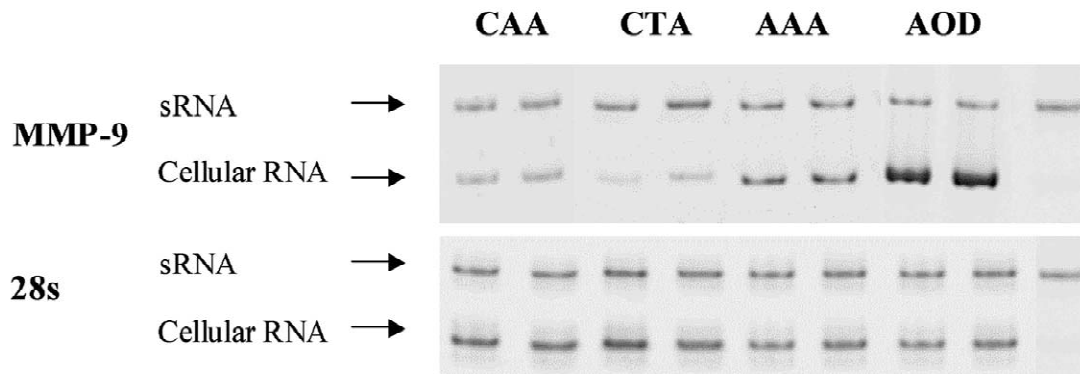 CAA CTA AAA AOD
sRNA
MMP-9
Cellular RNA
sRNA
28s
Cellular RNA